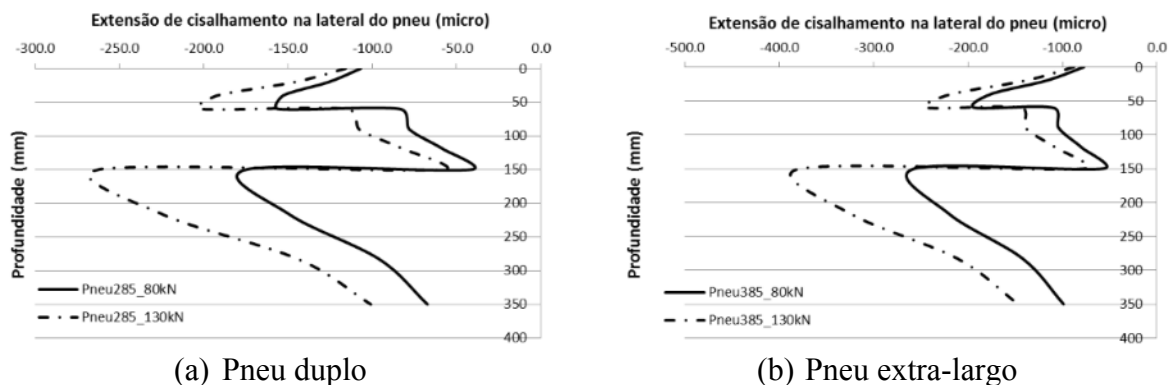 Extensão de cisalhamento na lateral do pneu (micro)
-300.0 -200.0 -150.0 -100.0 -50.0 0.0
0
50
100
150
200
250
300
350
400
Profundidade (mm)
Pneu285_80kN
Pneu285_130kN
(a) Pneu duplo
Extensão de cisalhamento na lateral do pneu (micro)
-500.0 -400.0 -300.0 -200.0 -100.0 0.0
0
50
100
150
200
250
300
350
400
Profundidade (mm)
Pneu385_80kN
Pneu385_130kN
(b) Pneu extra-largo